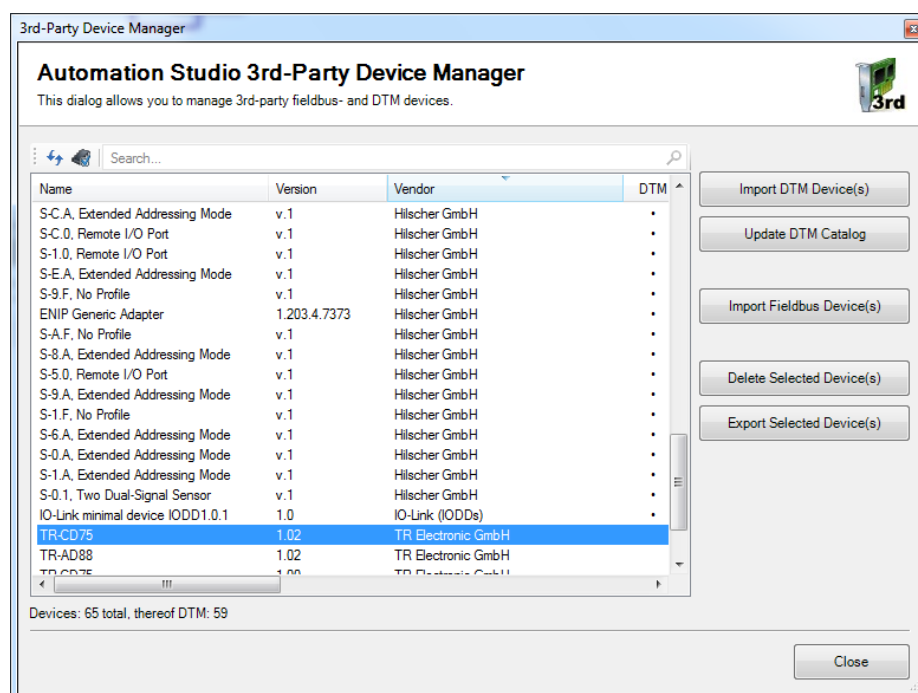 3rd-Party Device Manager
Automation Studio 3rd-Party Device Manager
This dialog allows you to manage 3rd-party fieldbus- and DTM devices.
3rd
Search...
Name Version Vendor DTM
S-C.A, Extended Addressing Mode v.1 Hilscher GmbH •
S-C.0, Remote I/O Port v.1 Hilscher GmbH •
S-1.0, Remote I/O Port v.1 Hilscher GmbH •
S-E.A, Extended Addressing Mode v.1 Hilscher GmbH •
S-9.F, No Profile v.1 Hilscher GmbH •
ENIP Generic Adapter 1.203.4.7373 Hilscher GmbH •
S-A.F, No Profile v.1 Hilscher GmbH •
S-8.A, Extended Addressing Mode v.1 Hilscher GmbH •
S-5.0, Remote I/O Port v.1 Hilscher GmbH •
S-9.A, Extended Addressing Mode v.1 Hilscher GmbH •
S-1.F, No Profile v.1 Hilscher GmbH •
S-6.A, Extended Addressing Mode v.1 Hilscher GmbH •
S-0.A, Extended Addressing Mode v.1 Hilscher GmbH •
S-1.A, Extended Addressing Mode v.1 Hilscher GmbH •
S-0.1, Two Dual-Signal Sensor v.1 Hilscher GmbH •
IO-Link minimal device IODD1.0.1 1.0 IO-Link (IODDs) •
TR-CD75 1.02 TR Electronic GmbH
TR-AD88 1.02 TR Electronic GmbH
TR-CD75 1.00 TR Electronic GmbH
Import DTM Device(s)
Update DTM Catalog
Import Fieldbus Device(s)
Delete Selected Device(s)
Export Selected Device(s)
Devices: 65 total, thereof DTM: 59
Close